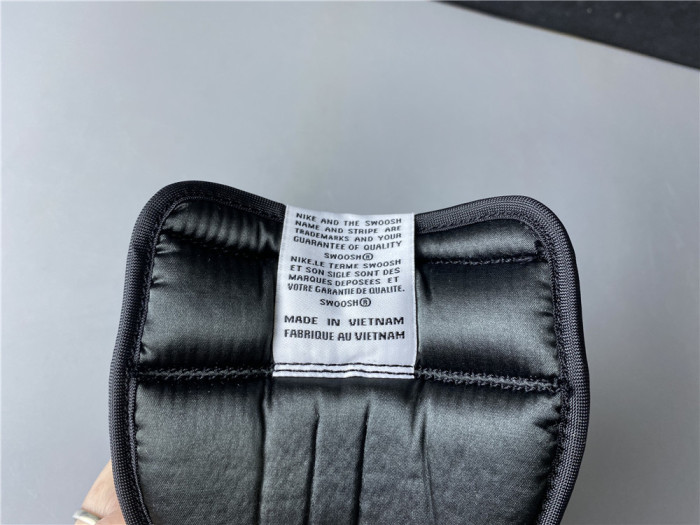 NIKE AND THE SWOOSH
NAME AND STRIPE ARE
TRADEMARKS AND YOUR
GUARANTEE OF QUALITY
SWOOSH®
NIKE.LE TERME SWOOSH
ET SON SIGLE SONT DES
MARQUES DEPOSEES ET
VOTRE GARANTIE DE QUALITE.
SWOOSH®
MADE IN VIETNAM
FABRIQUE AU VIETNAM